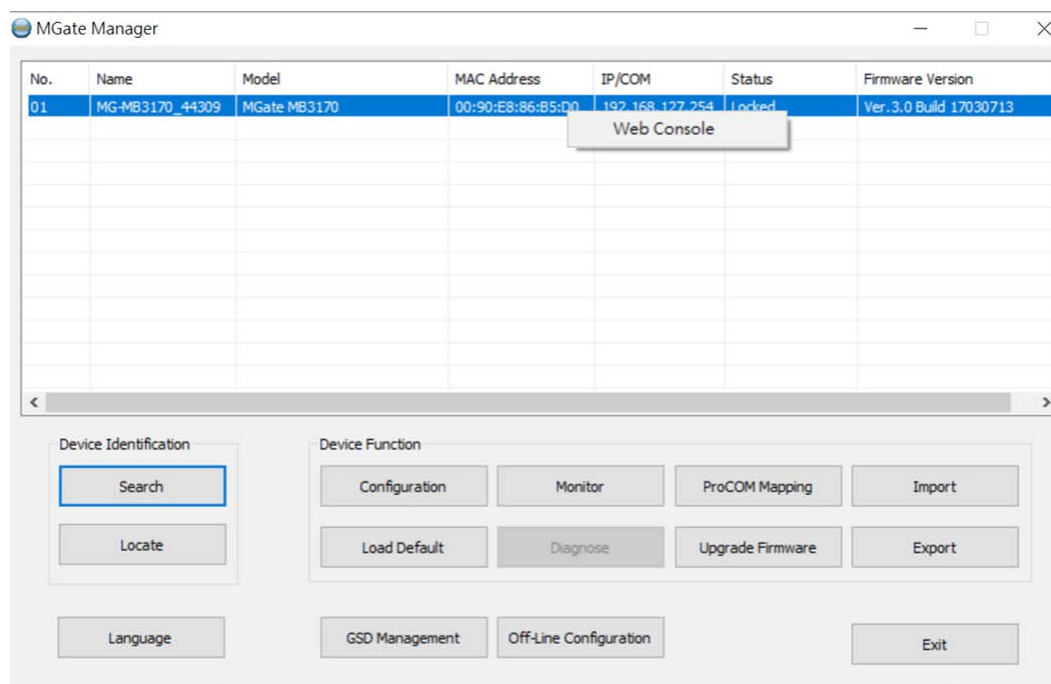 MGate Manager
No. Name Model MAC Address IP/COM Status Firmware Version
01 MG-MB3170_44309 MGate MB3170 00:90:E8:86:B5:D0 192.168.127.254 Locked Ver.3.0 Build 17030713
Web Console
Device Identification
Device Function
Search
Configuration
Monitor
ProCOM Mapping
Import
Locate
Load Default
Diagnose
Upgrade Firmware
Export
Language
GSD Management
Off-Line Configuration
Exit